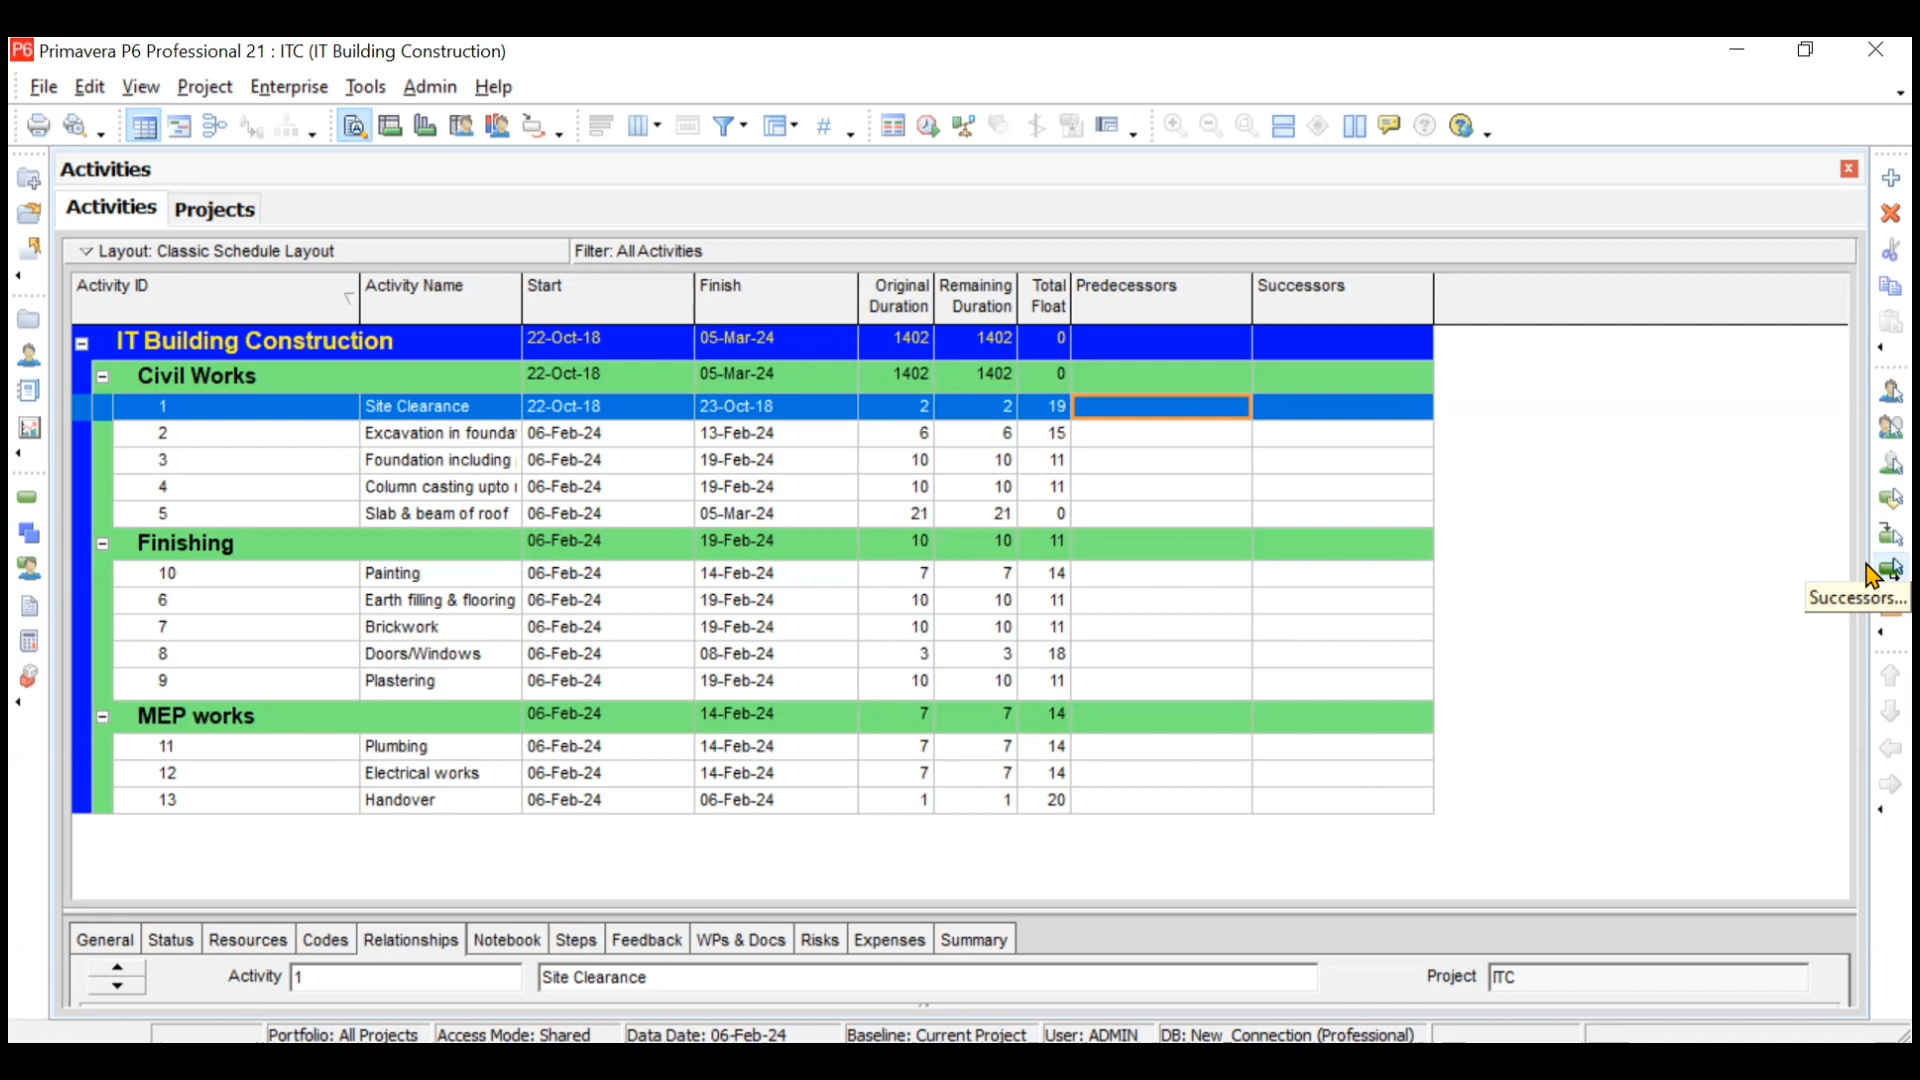 P6 Primavera P6 Professional 21 : ITC (IT Building Construction)
File Edit View Project Enterprise Tools Admin Help
Activities
Activities Projects
Layout: Classic Schedule Layout Filter: All Activities
Activity ID Activity Name Start Finish Original Duration Remaining Duration Total Float Predecessors Successors
IT Building Construction 22-Oct-18 05-Mar-24 1402 1402 0
Civil Works 22-Oct-18 05-Mar-24 1402 1402 0
1 Site Clearance 22-Oct-18 23-Oct-18 2 2 19
2 Excavation in founda 06-Feb-24 13-Feb-24 6 6 15
3 Foundation including 06-Feb-24 19-Feb-24 10 10 11
4 Column casting upto 06-Feb-24 19-Feb-24 10 10 11
5 Slab & beam of roof 06-Feb-24 05-Mar-24 21 21 0
Finishing 06-Feb-24 19-Feb-24 10 10 11
10 Painting 06-Feb-24 14-Feb-24 7 7 14
6 Earth filling & flooring 06-Feb-24 19-Feb-24 10 10 11
7 Brickwork 06-Feb-24 19-Feb-24 10 10 11
8 Doors/Windows 06-Feb-24 08-Feb-24 3 3 18
9 Plastering 06-Feb-24 19-Feb-24 10 10 11
MEP works 06-Feb-24 14-Feb-24 7 7 14
11 Plumbing 06-Feb-24 14-Feb-24 7 7 14
12 Electrical works 06-Feb-24 14-Feb-24 7 7 14
13 Handover 06-Feb-24 06-Feb-24 1 1 20
Successors...
General Status Resources Codes Relationships Notebook Steps Feedback WPs & Docs Risks Expenses Summary
Activity 1 Site Clearance Project ITC
Portfolio: All Projects Access Mode: Shared Data Date: 06-Feb-24 Baseline: Current Project User: ADMIN DB: New_Connection (Professional)